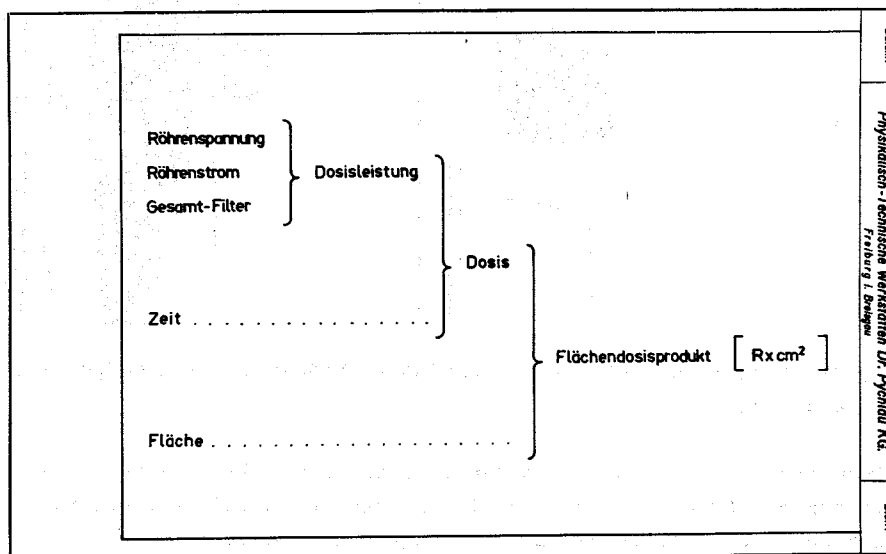 Röhrenspannung
Röhrenstrom
Gesamt-Filter
Dosisleistung
Dosis
Zeit . . . . . . . . . . . . . . . .
Flächendosisprodukt [ R x cm² ]
Fläche . . . . . . . . . . . . . . . . . . . .
Physikalisch-Technische Werkstätten Dr. Pychlau KG.
Freiburg i. Breisgau